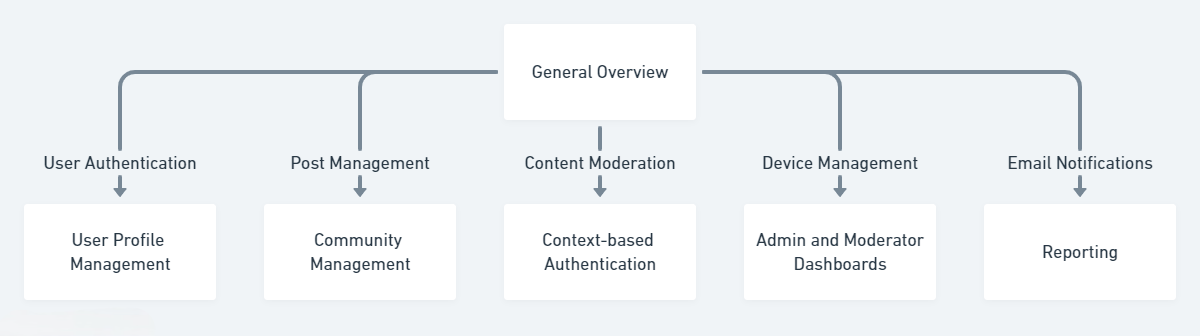 General Overview
User Authentication
Post Management
Content Moderation
Device Management
Email Notifications
User Profile
Management
Community
Management
Context-based
Authentication
Admin and Moderator
Dashboards
Reporting